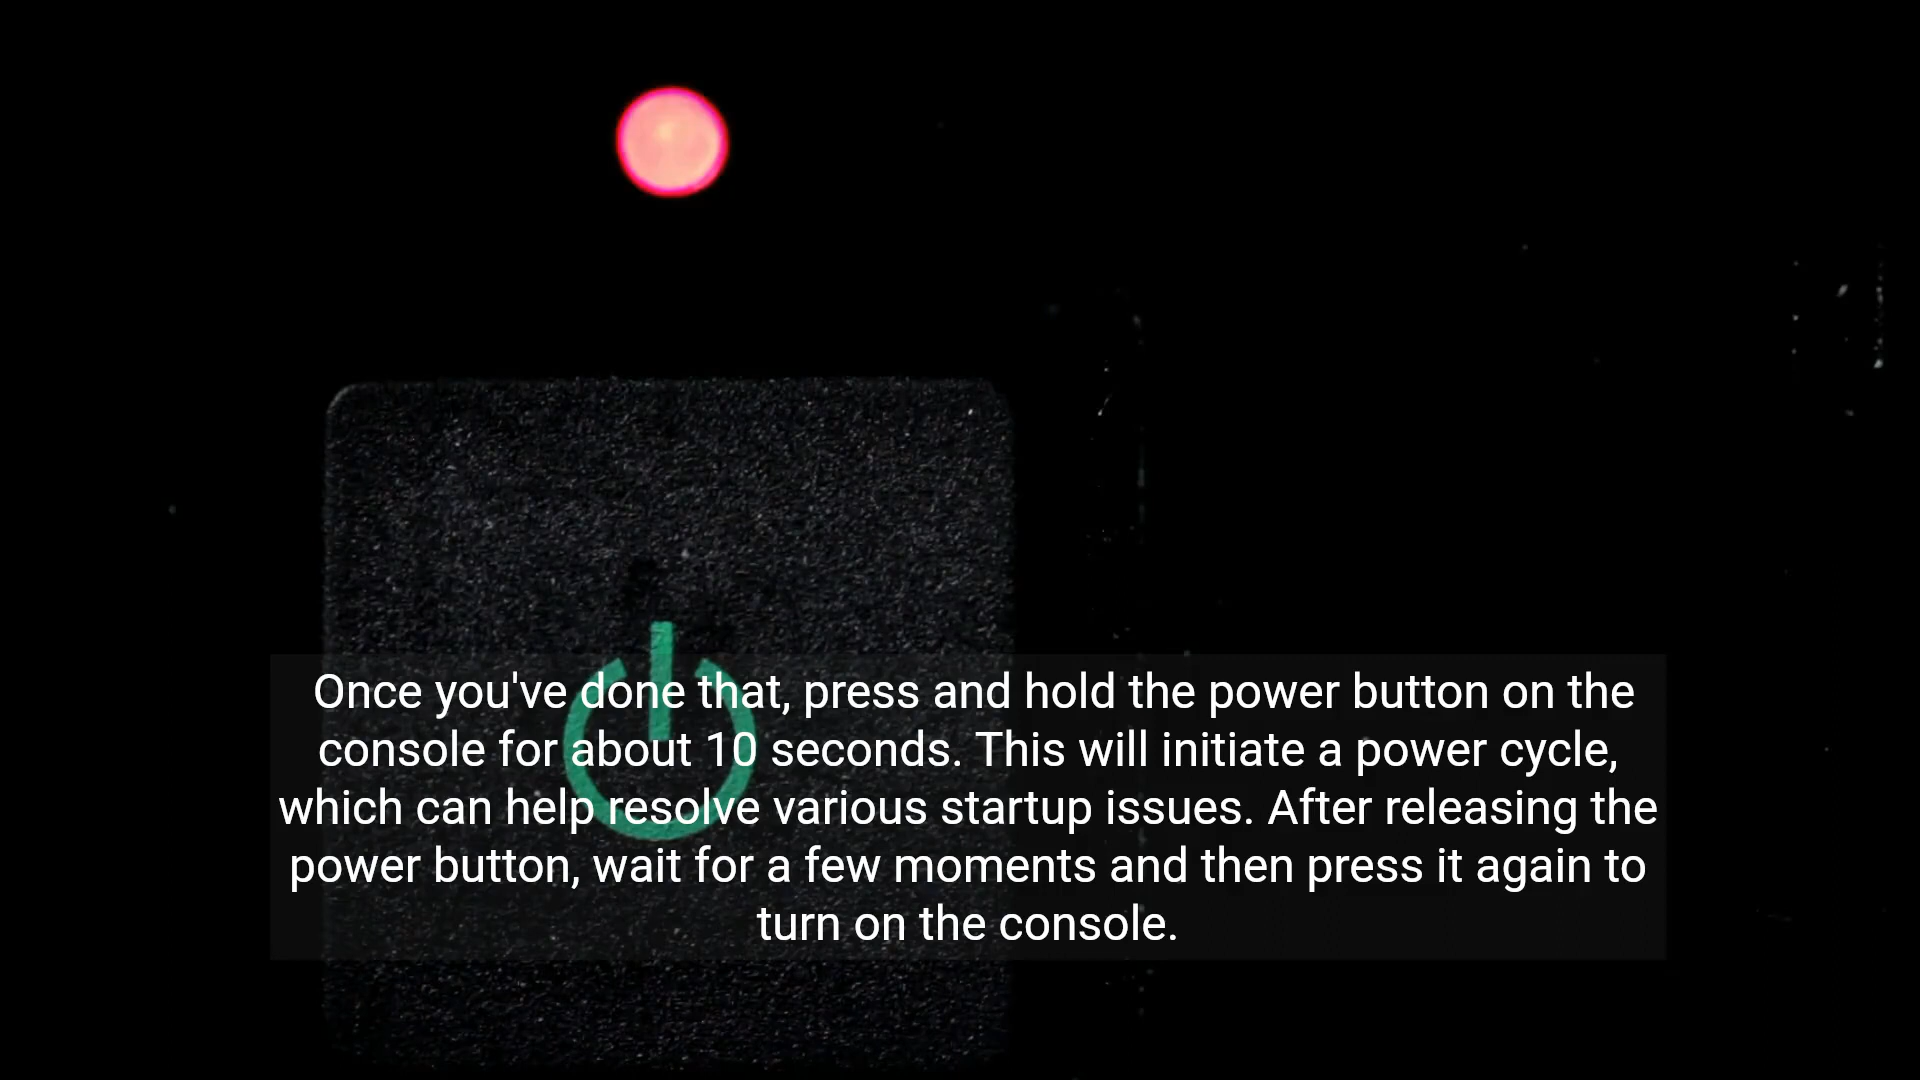 Once you've done that, press and hold the power button on the
console for about 10 seconds. This will initiate a power cycle,
which can help resolve various startup issues. After releasing the
power button, wait for a few moments and then press it again to
turn on the console.